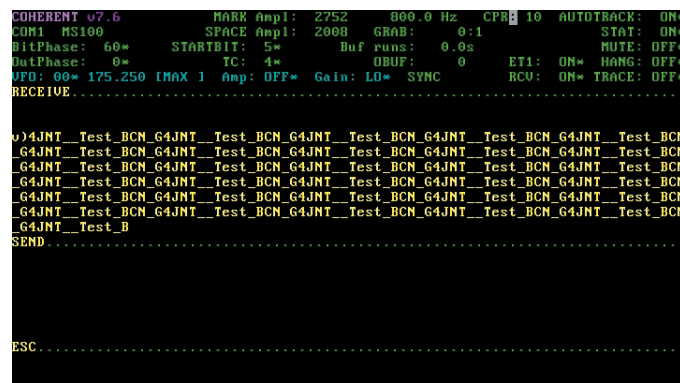 COHERENT v7.6 MARK Ampl: 2752 800.0 Hz CPR: 10 AUTOTRACK: ON
COM1 MS100 SPACE Ampl: 2008 GRAB: 0:1 STAT: ON
BitPhase: 60* STARTBIT: 5* Buf runs: 0.0s MUTE: OFF
OutPhase: 0* TC: 4* OBUF: 0 ET1: ON* HANG: OFF
VFO: 00* 175.250 [MAX ] Amp: OFF* Gain: LO* SYNC RCV: ON* TRACE: OFF
RECEIVE
υ)4JNT__Test_BCN_G4JNT__Test_BCN_G4JNT__Test_BCN_G4JNT__Test_BCN_G4JNT__Test_BCN
_G4JNT__Test_BCN_G4JNT__Test_BCN_G4JNT__Test_BCN_G4JNT__Test_BCN_G4JNT__Test_BCN
_G4JNT__Test_BCN_G4JNT__Test_BCN_G4JNT__Test_BCN_G4JNT__Test_BCN_G4JNT__Test_BCN
_G4JNT__Test_BCN_G4JNT__Test_BCN_G4JNT__Test_BCN_G4JNT__Test_BCN_G4JNT__Test_BCN
_G4JNT__Test_BCN_G4JNT__Test_BCN_G4JNT__Test_BCN_G4JNT__Test_BCN_G4JNT__Test_BCN
_G4JNT__Test_BCN_G4JNT__Test_BCN_G4JNT__Test_BCN_G4JNT__Test_BCN_G4JNT__Test_BCN
_G4JNT__Test_B
SEND
ESC